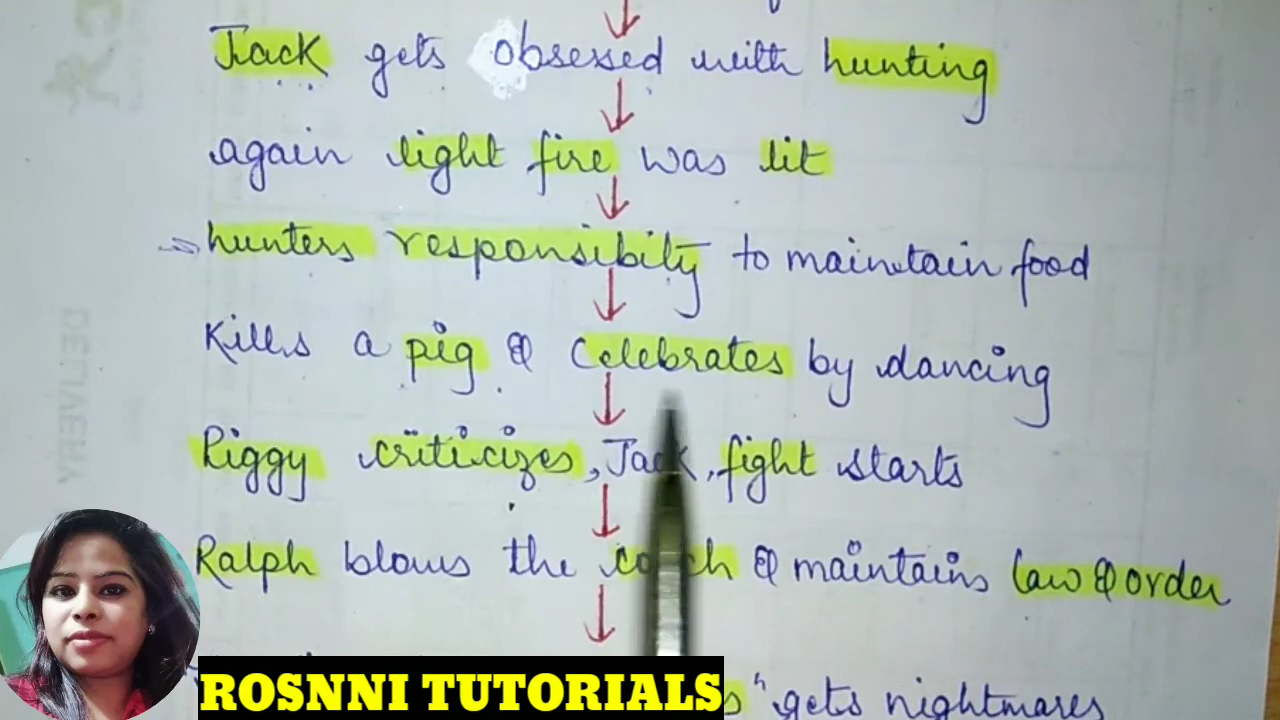 Jack gets obsessed with hunting
again light fire was lit
hunters responsibility to maintain food
Kills a pig & Celebrates by dancing
Piggy criticizes, Jack, fight starts
Ralph blows the & maintains law & order
gets nightmares
ROSNNI TUTORIALS
DELIVERY